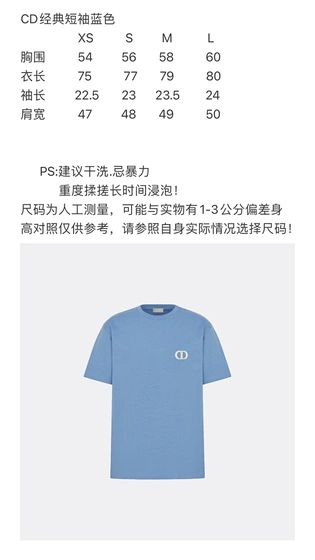 CD经典短袖蓝色
XS S M L
胸围 54 56 58 60
衣长 75 77 79 80
袖长 22.5 23 23.5 24
肩宽 47 48 49 50
PS:建议干洗.忌暴力
重度揉搓长时间浸泡!
尺码为人工测量，可能与实物有1-3公分偏差身
高对照仅供参考，请参照自身实际情况选择尺码!
CD